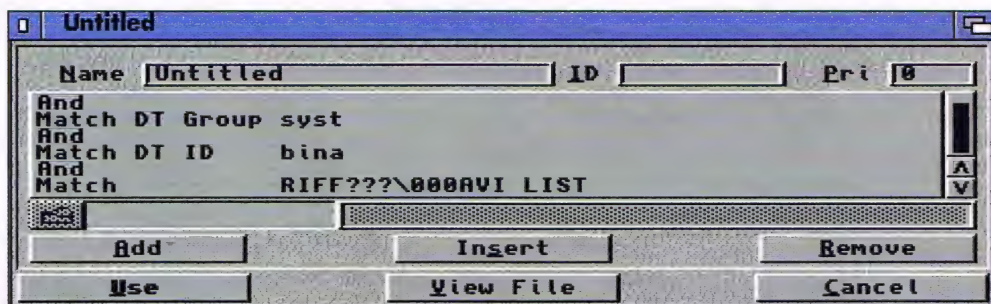 Untitled
Name Untitled ID Pri 0
And
Match DT Group syst
And
Match DT ID bina
And
Match RIFF???\000AVI LIST
Add Insert Remove
Use View File Cancel